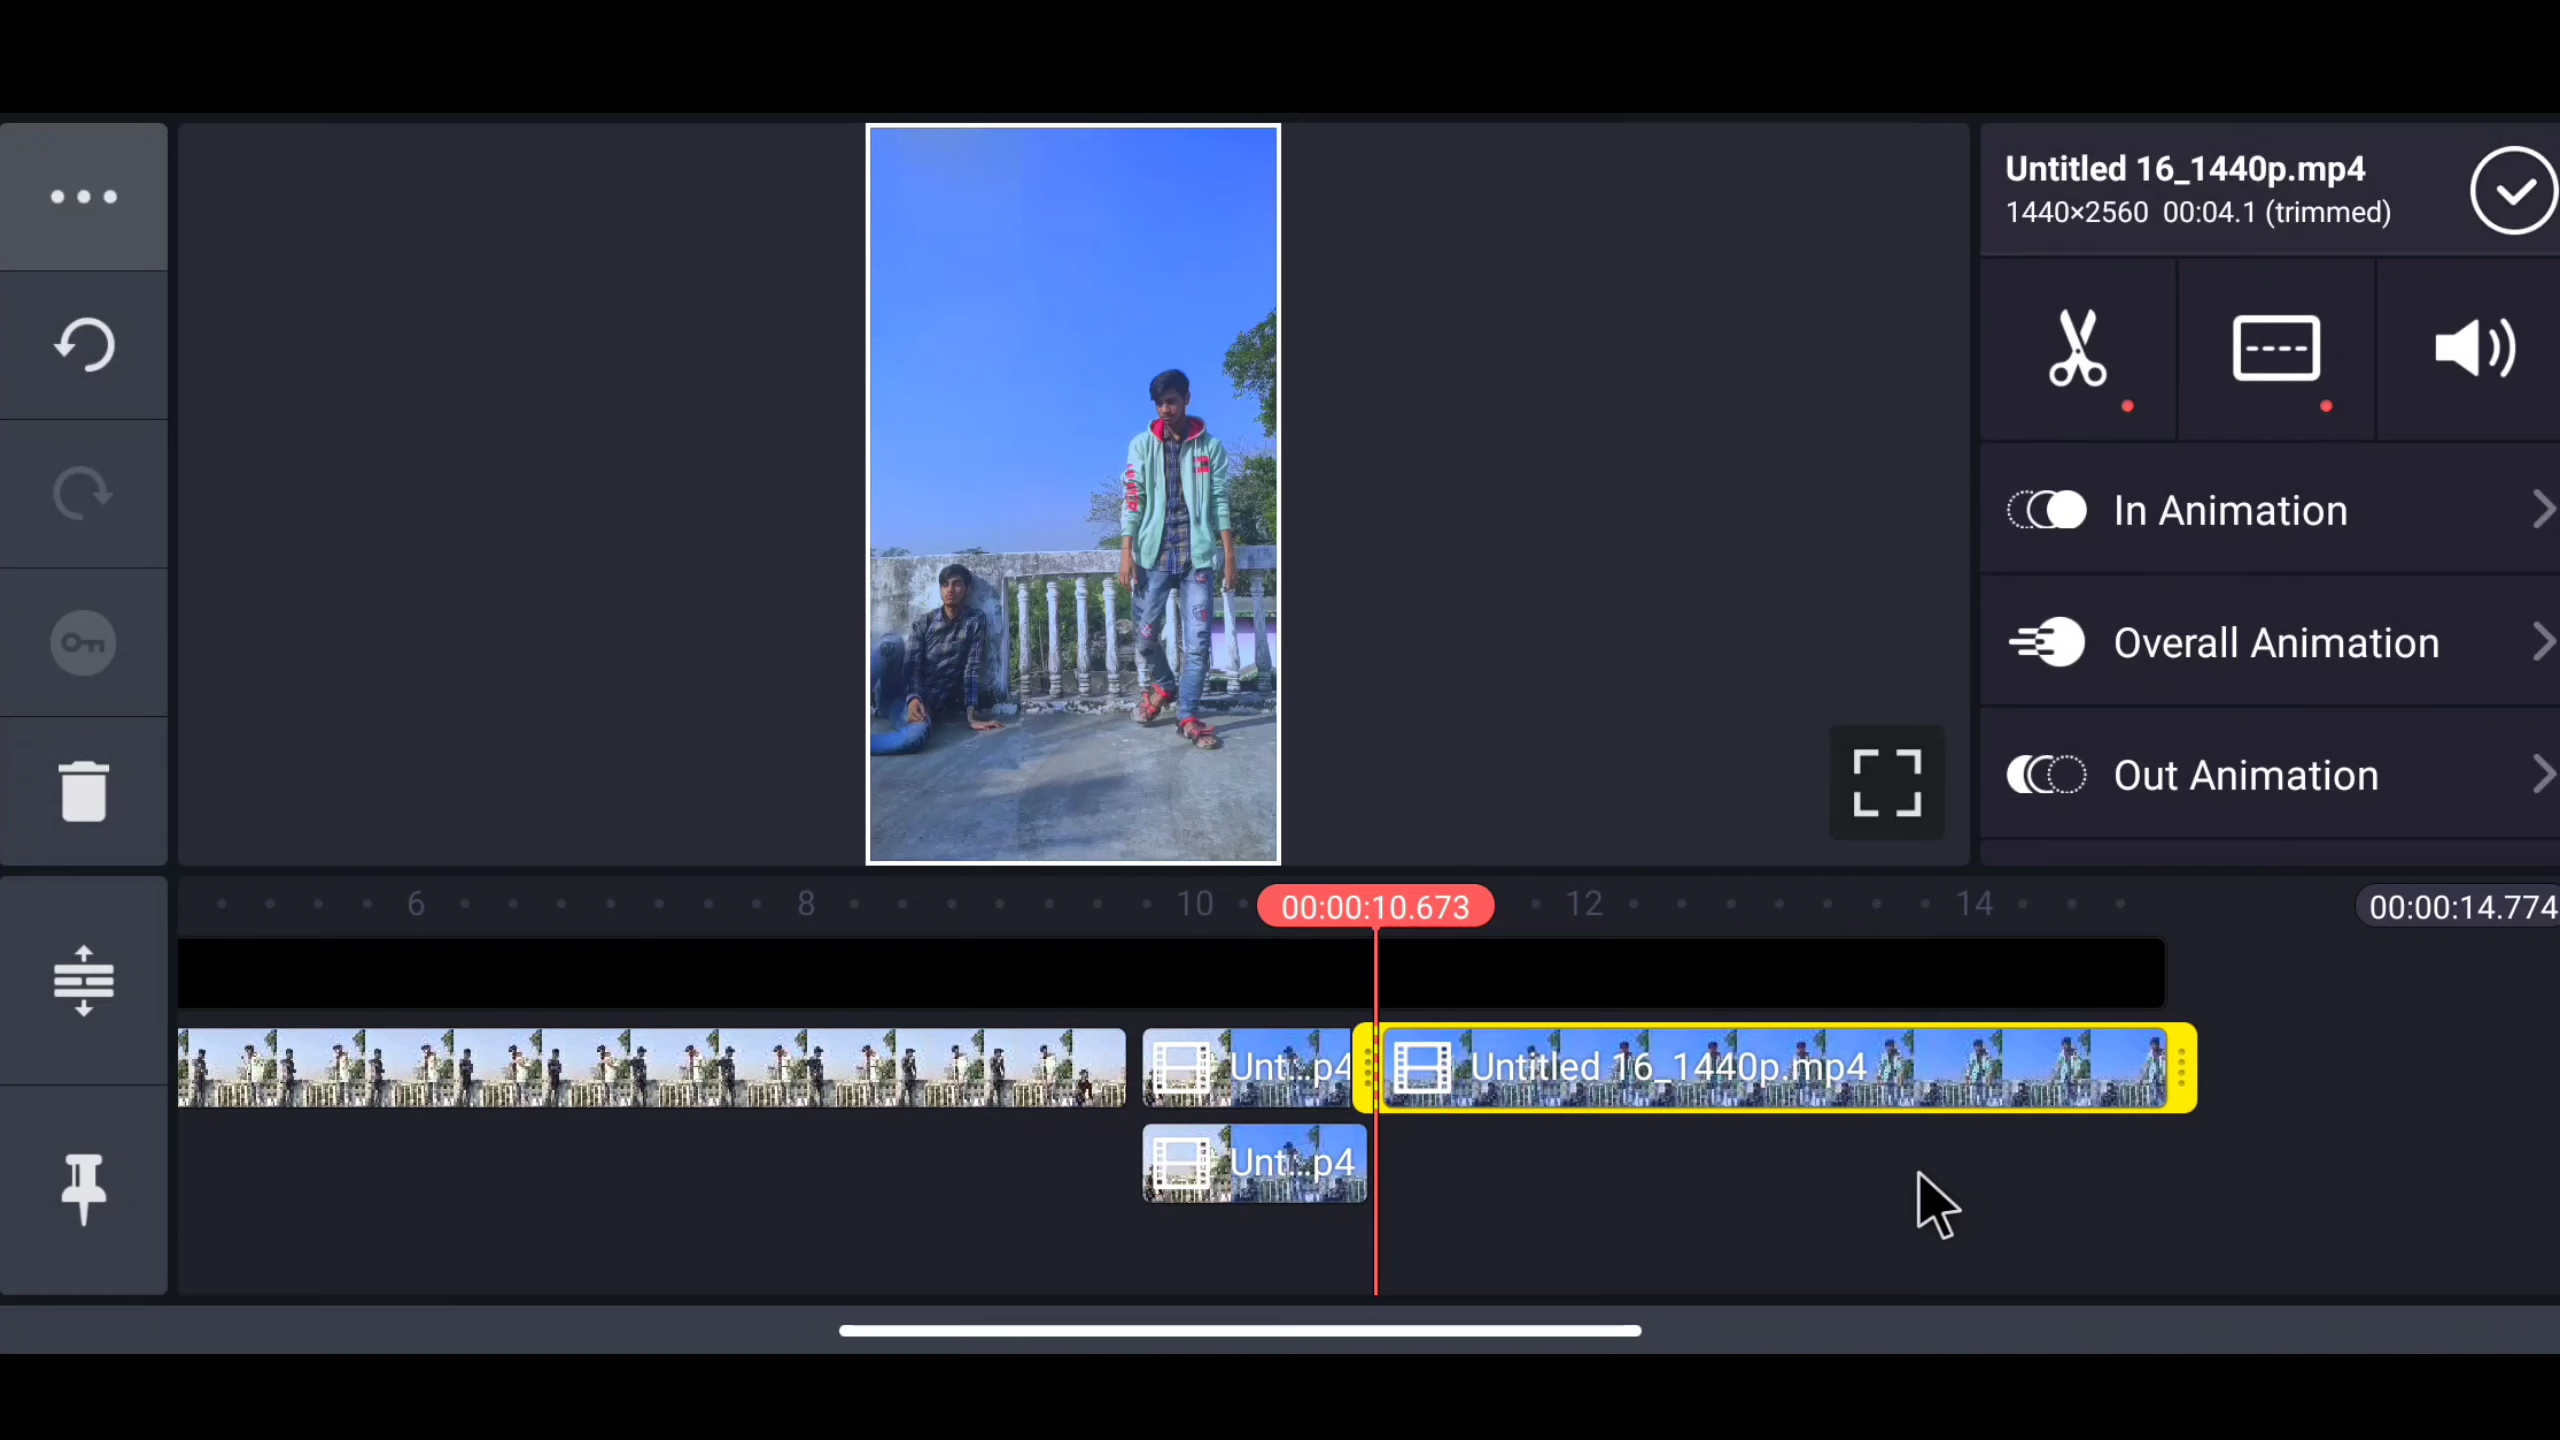 Untitled 16_1440p.mp4
1440×2560 00:04.1 (trimmed)
In Animation
Overall Animation
Out Animation
6 8 10 00:00:10.673 12 14 00:00:14.774
Unt...p4 Untitled 16_1440p.mp4
Unt...p4